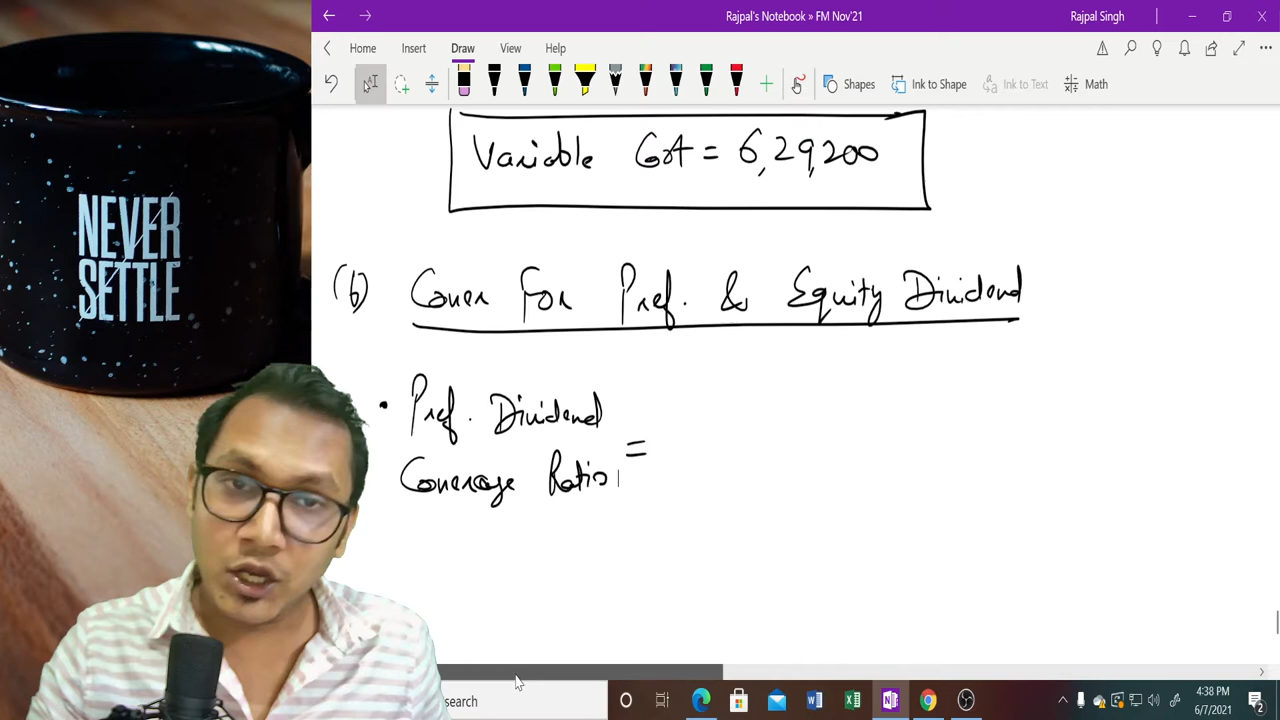 Rajpal's Notebook » FM Nov'21
Rajpal Singh
Home Insert Draw View Help
Shapes Ink to Shape Ink to Text Math
Variable Cost = 6,29,200
(b) Cover For Pref. & Equity Dividend
• Pref. Dividend
Coverage Ratio =
NEVER
SETTLE
search
4:38 PM
6/7/2021
2